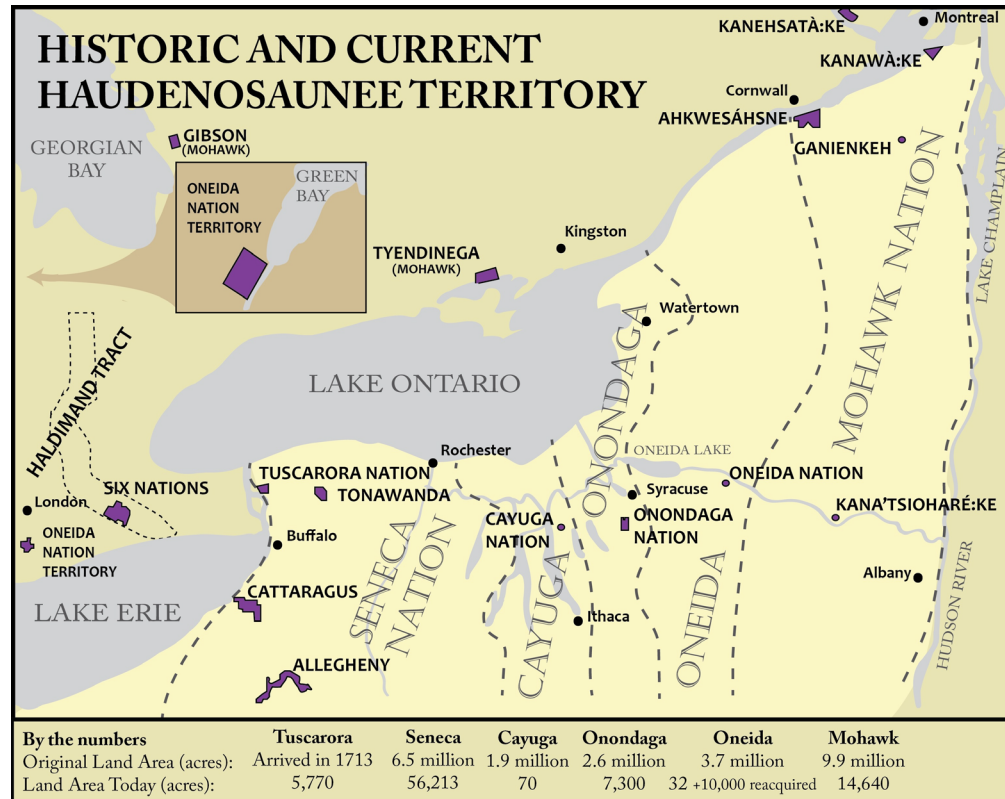 HISTORIC AND CURRENT
HAUDENOSAUNEE TERRITORY
KANEHSATÀ:KE
Montreal
KANAWÀ:KE
Cornwall
AHKWESÁHSNE
GANIENKEH
GEORGIAN
BAY
GIBSON
(MOHAWK)
ONEIDA
NATION
TERRITORY
GREEN
BAY
TYENDINEGA
(MOHAWK)
Kingston
Watertown
MOHAWK NATION
LAKE CHAMPLAIN
HALDIMAND TRACT
LAKE ONTARIO
ONONDAGA
Rochester
ONEIDA LAKE
TUSCARORA NATION
TONAWANDA
ONEIDA NATION
SIX NATIONS
London
Syracuse
KANA'TSIOHARÉ:KE
CAYUGA
NATION
ONONDAGA
NATION
ONEIDA
NATION
TERRITORY
Buffalo
SENECA
NATION
CAYUGA
ONEIDA
Albany
HUDSON RIVER
LAKE ERIE
CATTARAGUS
Ithaca
ALLEGHENY
By the numbers Tuscarora Seneca Cayuga Onondaga Oneida Mohawk
Original Land Area (acres): Arrived in 1713 6.5 million 1.9 million 2.6 million 3.7 million 9.9 million
Land Area Today (acres): 5,770 56,213 70 7,300 32 +10,000 reacquired 14,640